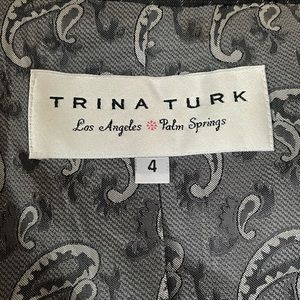 TRINA TURK
Los Angeles Palm Springs
4